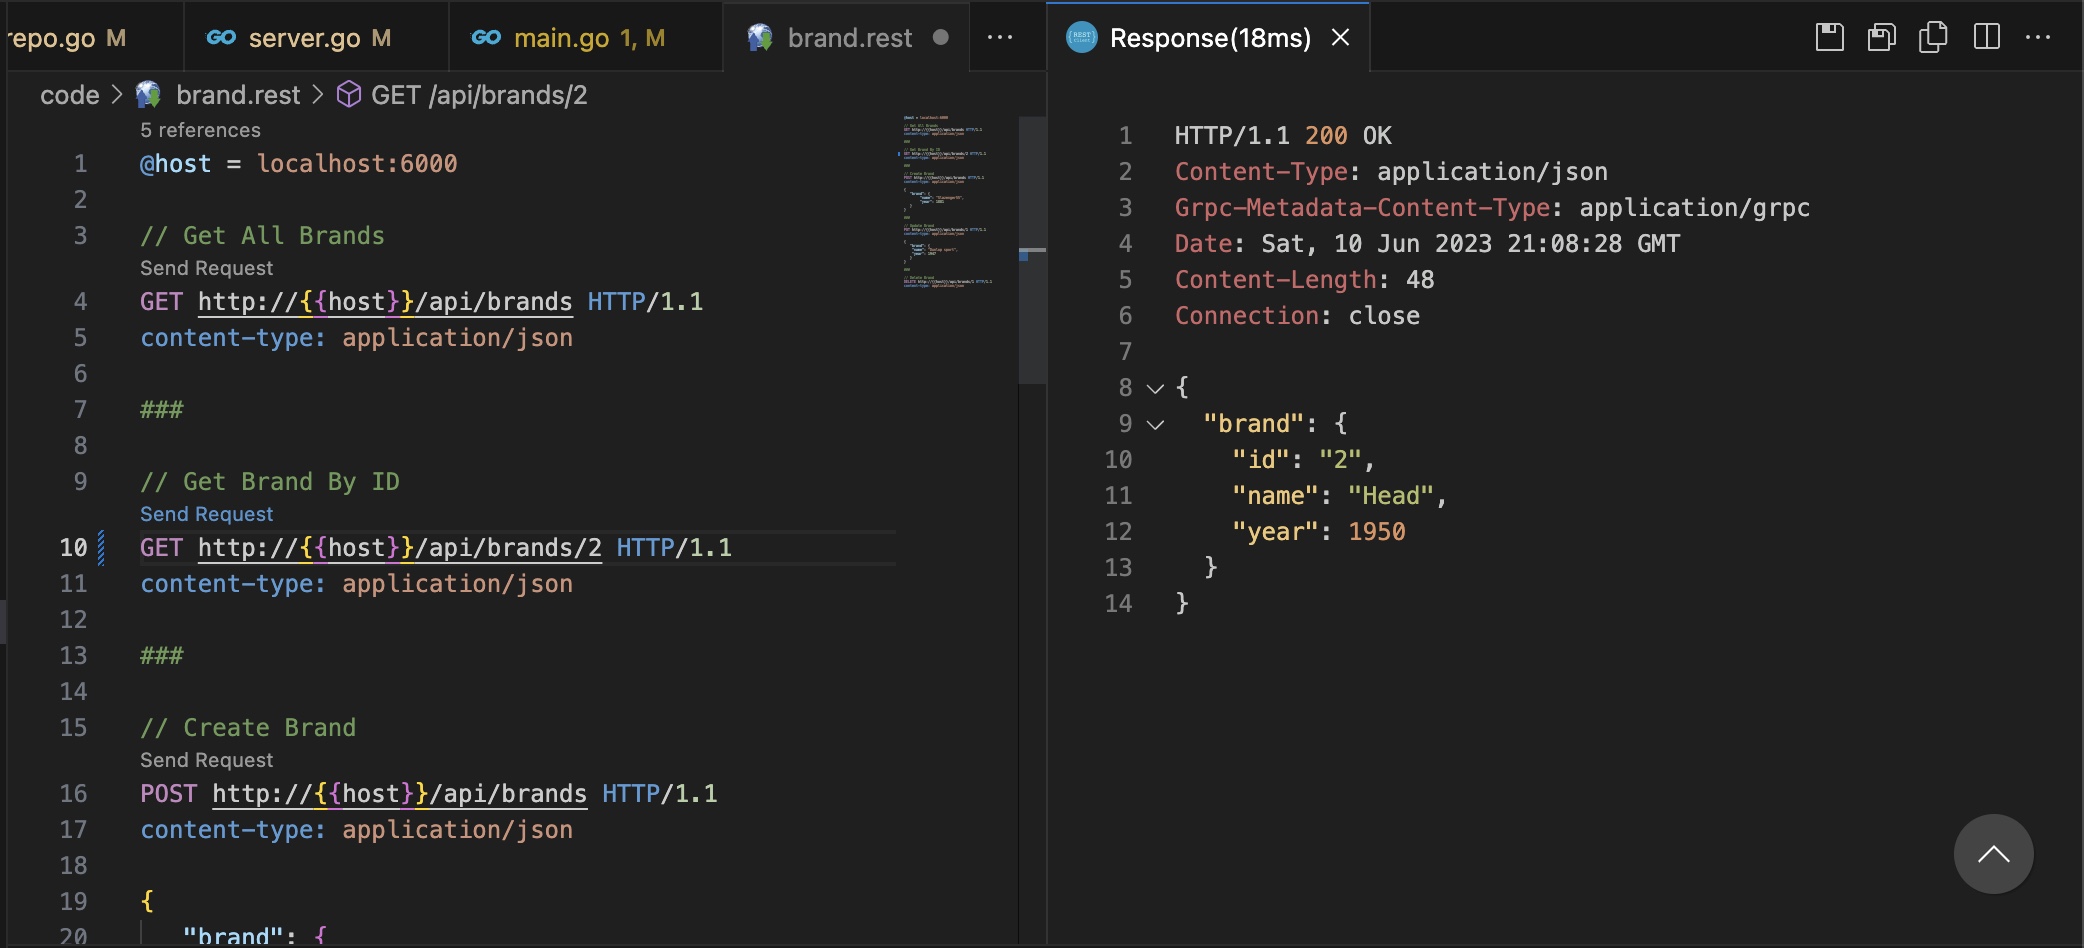 repo.go M
server.go M
main.go 1, M
brand.rest
Response(18ms)
code > brand.rest > GET /api/brands/2
5 references
1 @host = localhost:6000
2
3 // Get All Brands
Send Request
4 GET http://{{host}}/api/brands HTTP/1.1
5 content-type: application/json
6
7 ###
8
9 // Get Brand By ID
Send Request
10 GET http://{{host}}/api/brands/2 HTTP/1.1
11 content-type: application/json
12
13 ###
14
15 // Create Brand
Send Request
16 POST http://{{host}}/api/brands HTTP/1.1
17 content-type: application/json
18
19 {
20 "brand": {
1 HTTP/1.1 200 OK
2 Content-Type: application/json
3 Grpc-Metadata-Content-Type: application/grpc
4 Date: Sat, 10 Jun 2023 21:08:28 GMT
5 Content-Length: 48
6 Connection: close
7
8 {
9 "brand": {
10 "id": "2",
11 "name": "Head",
12 "year": 1950
13 }
14 }